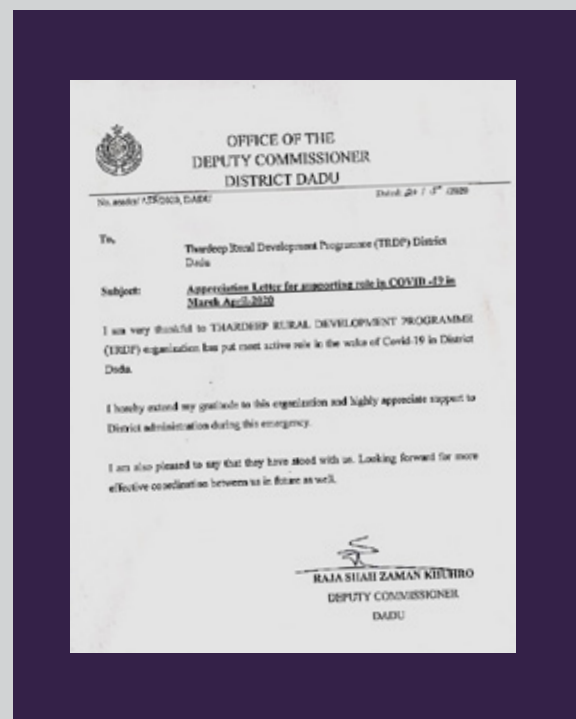 OFFICE OF THE
DEPUTY COMMISSIONER
DISTRICT DADU
DADU
To,
Thardeep Rural Development Programme (TRDP) District
Dadu
Subject:
Appreciation Letter for supporting role in COVID -19 in
March April-2020
I am very thankful to THARDEEP RURAL DEVELOPMENT PROGRAMME
(TRDP) organization has put most active role in the wake of Covid-19 in District
Dadu.
I hereby extend my gratitude to this organization and highly appreciate support to
District administration during this emergency.
I am also pleased to say that they have stood with us. Looking forward for more
effective coordination between us in future as well.
RAJA SHAH ZAMAN KHUHRO
DEPUTY COMMISSIONER
DADU